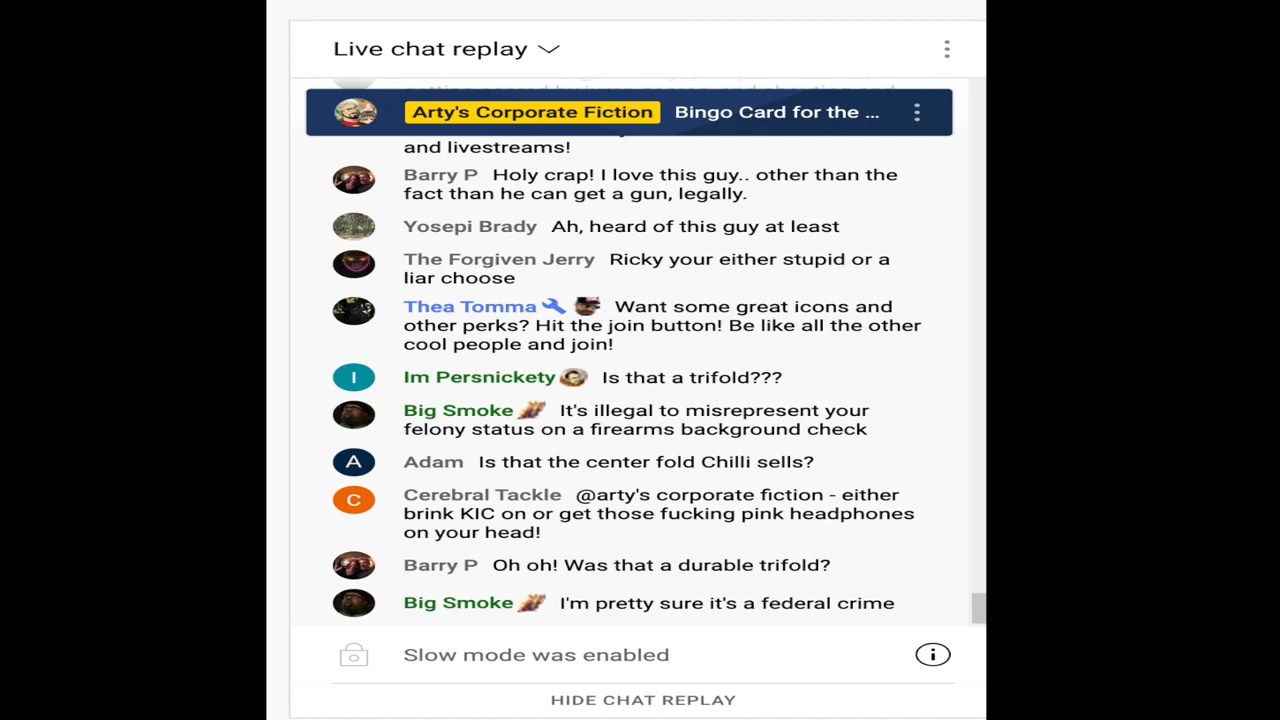 Live chat replay
Arty's Corporate Fiction Bingo Card for the ...
and livestreams!
Barry P Holy crap! I love this guy.. other than the
fact than he can get a gun, legally.
Yosepi Brady Ah, heard of this guy at least
The Forgiven Jerry Ricky your either stupid or a
liar choose
Thea Tomma Want some great icons and
other perks? Hit the join button! Be like all the other
cool people and join!
I Im Persnickety Is that a trifold???
Big Smoke It's illegal to misrepresent your
felony status on a firearms background check
A Adam Is that the center fold Chilli sells?
C Cerebral Tackle @arty's corporate fiction - either
brink KIC on or get those fucking pink headphones
on your head!
Barry P Oh oh! Was that a durable trifold?
Big Smoke I'm pretty sure it's a federal crime
Slow mode was enabled
HIDE CHAT REPLAY